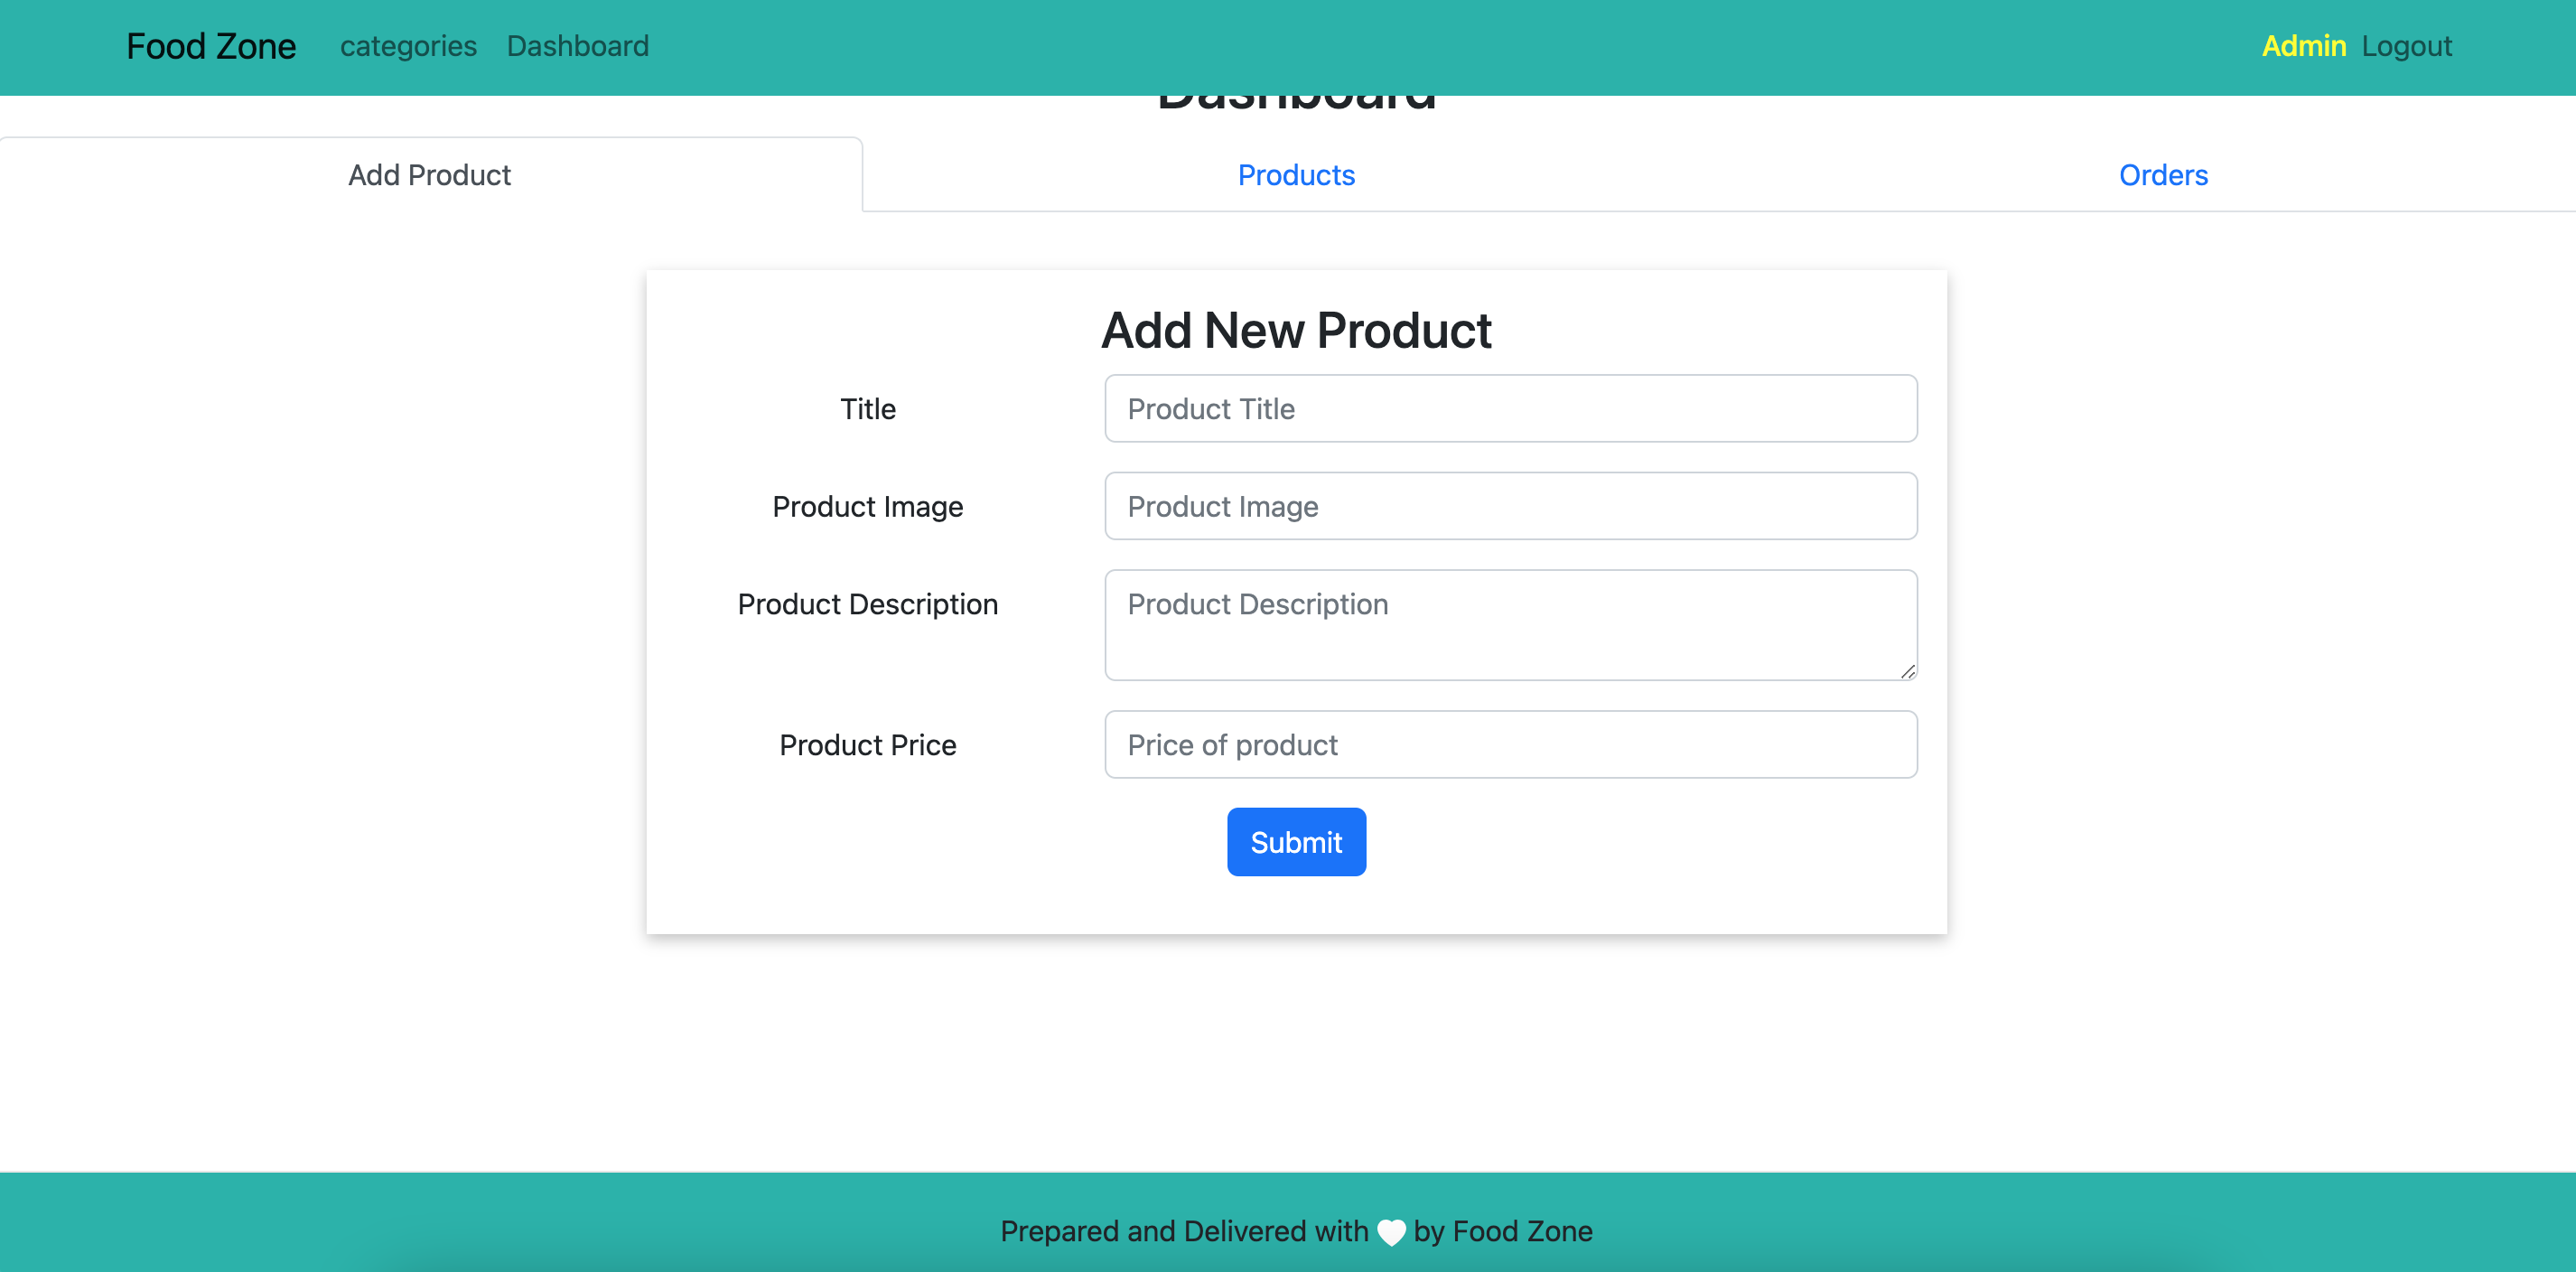 Food Zone categories Dashboard Admin Logout
Dashboard
Add Product Products Orders
Add New Product
Title Product Title
Product Image Product Image
Product Description Product Description
Product Price Price of product
Submit
Prepared and Delivered with 🤍 by Food Zone